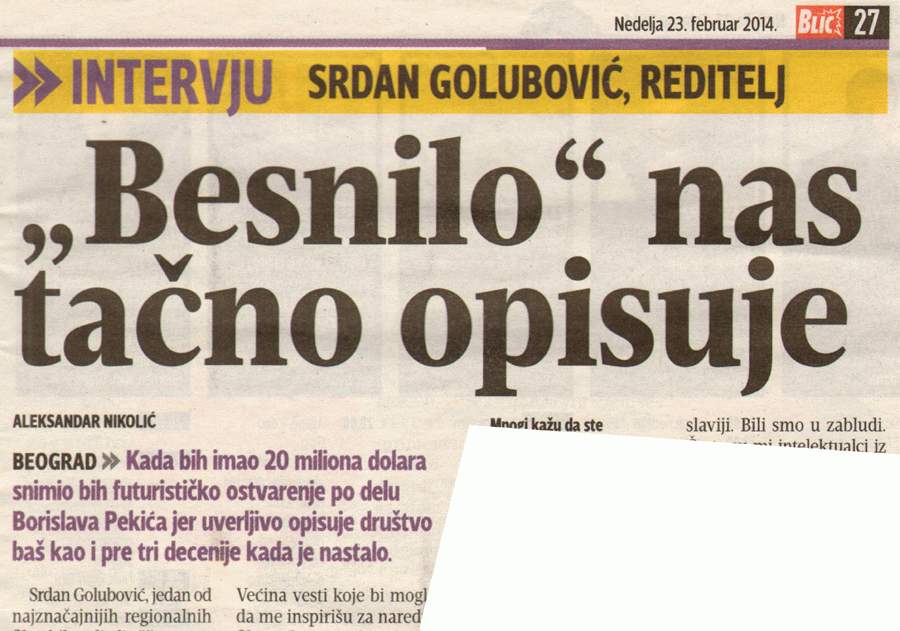 Nedelja 23. februar 2014. BLIC 27
INTERVJU SRDAN GOLUBOVIĆ, REDITELJ
„Besnilo“ nas
tačno opisuje
ALEKSANDAR NIKOLIĆ
BEOGRAD » Kada bih imao 20 miliona dolara
snimio bih futurističko ostvarenje po delu
Borislava Pekića jer uverljivo opisuje društvo
baš kao i pre tri decenije kada je nastalo.
Srdan Golubović, jedan od
najznačajnijih regionalnih
Većina vesti koje bi
da me inspirišu za
Mnogi kažu da ste
slaviji. Bili smo u zabludi.
mi intelektualci iz